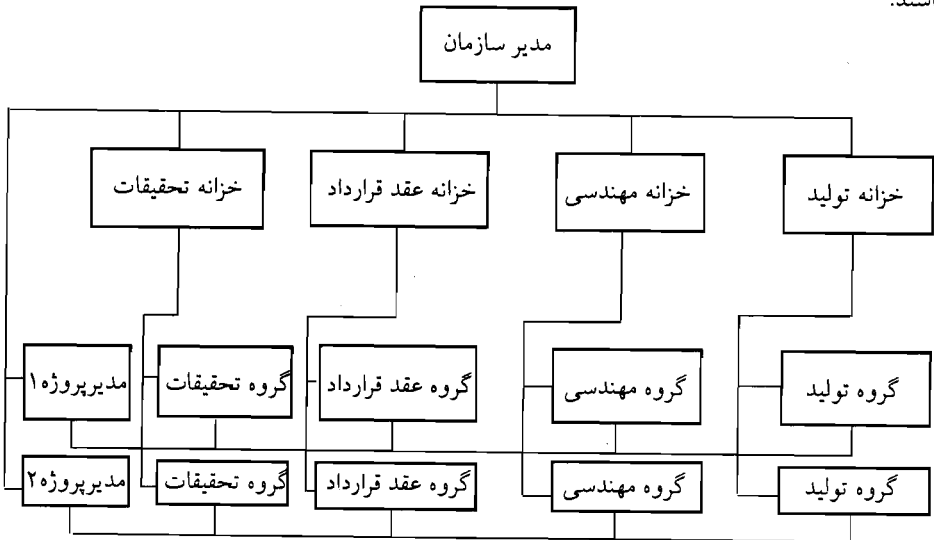 مدیر سازمان
خزانه تولید
خزانه مهندسی
خزانه عقد قرارداد
خزانه تحقیقات
گروه تولید
گروه مهندسی
گروه عقد قرارداد
گروه تحقیقات
مدیرپروژه۱
گروه تولید
گروه مهندسی
گروه عقد قرارداد
گروه تحقیقات
مدیرپروژه۲